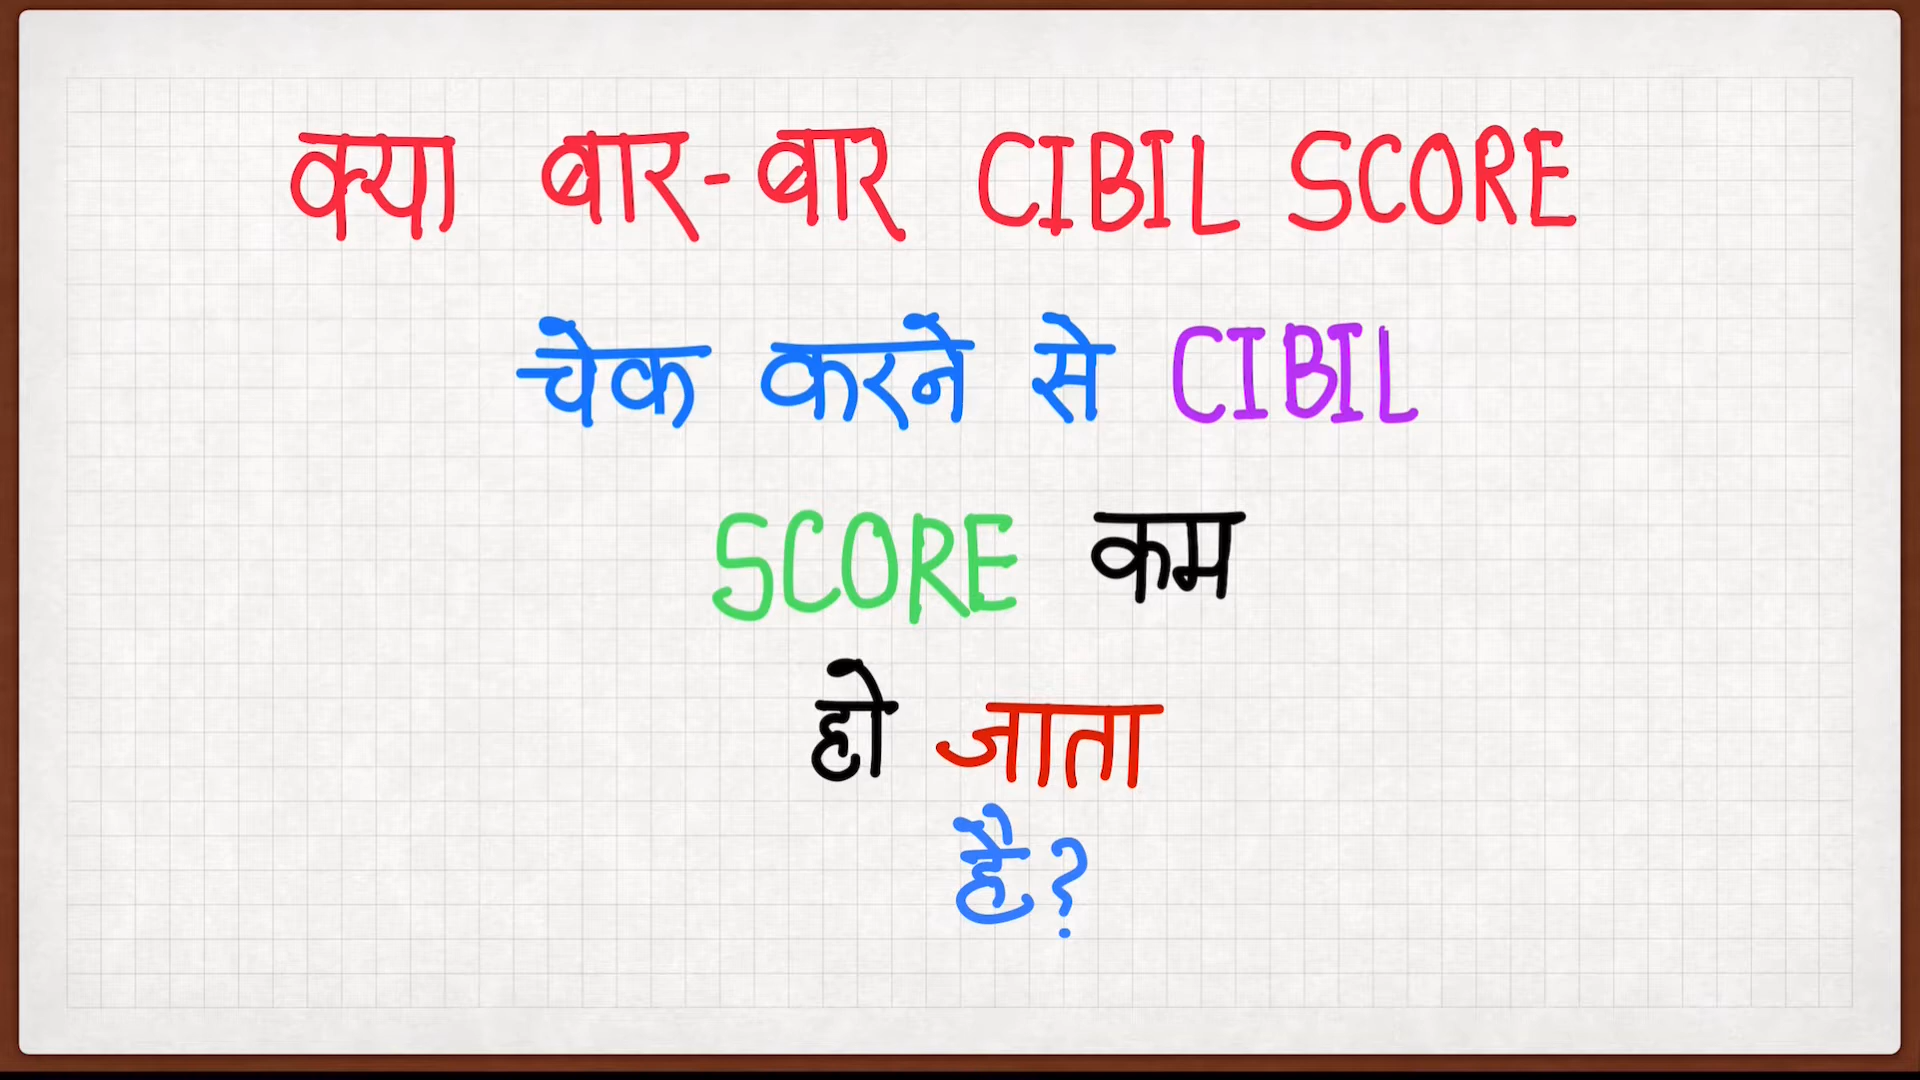 क्या बार-बार CIBIL SCORE
चेक करने से CIBIL
SCORE कम
हो जाता
है?